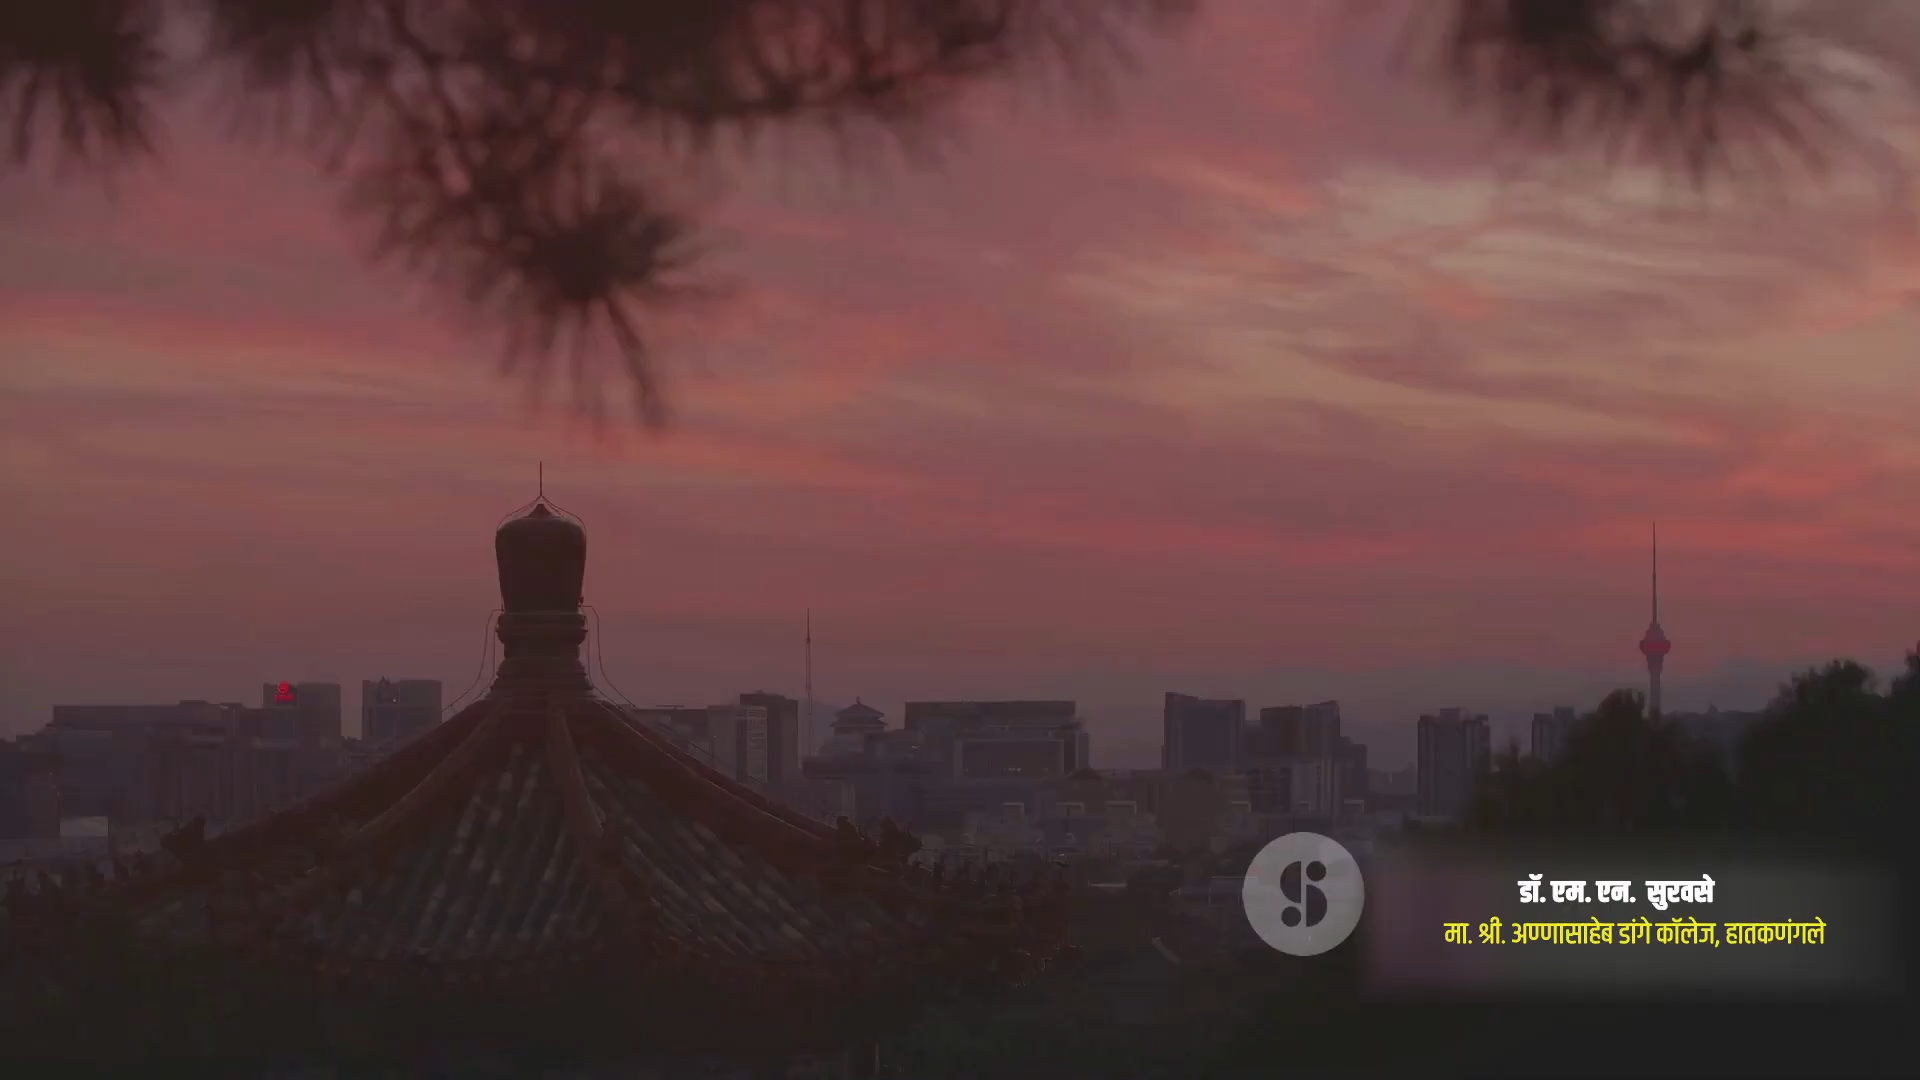 डॉ. एम. एन. सुरवसे
मा. श्री. अण्णासाहेब डांगे कॉलेज, हातकणंगले